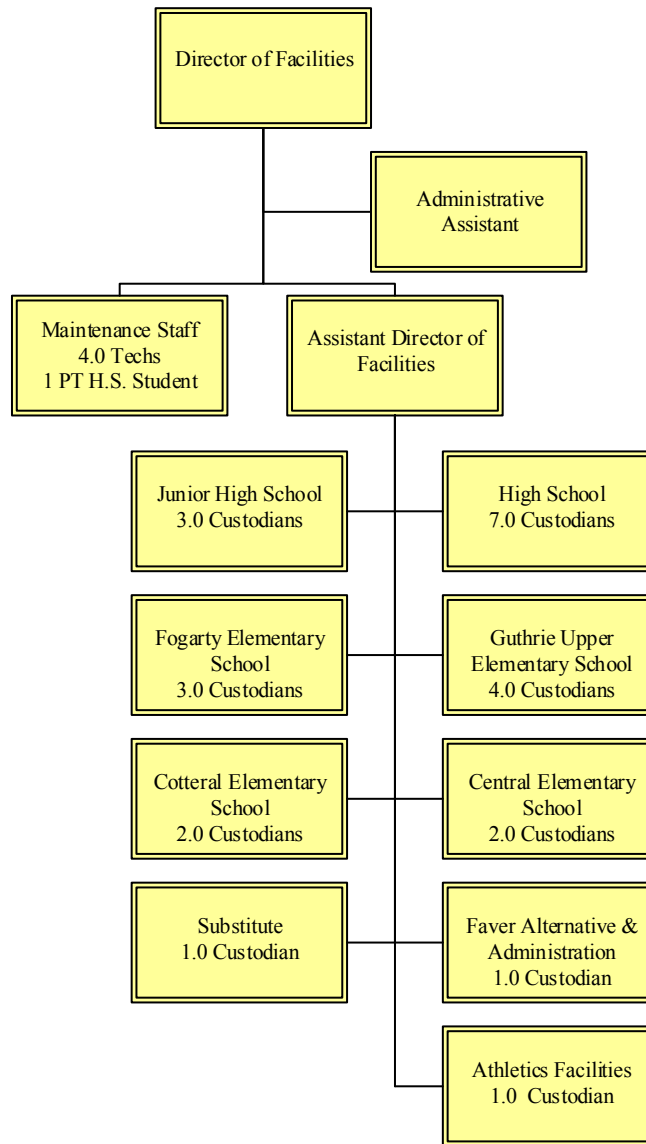 Director of Facilities
Administrative
Assistant
Maintenance Staff
4.0 Techs
1 PT H.S. Student
Assistant Director of
Facilities
Junior High School
3.0 Custodians
High School
7.0 Custodians
Fogarty Elementary
School
3.0 Custodians
Guthrie Upper
Elementary School
4.0 Custodians
Cotteral Elementary
School
2.0 Custodians
Central Elementary
School
2.0 Custodians
Substitute
1.0 Custodian
Faver Alternative &
Administration
1.0 Custodian
Athletics Facilities
1.0 Custodian